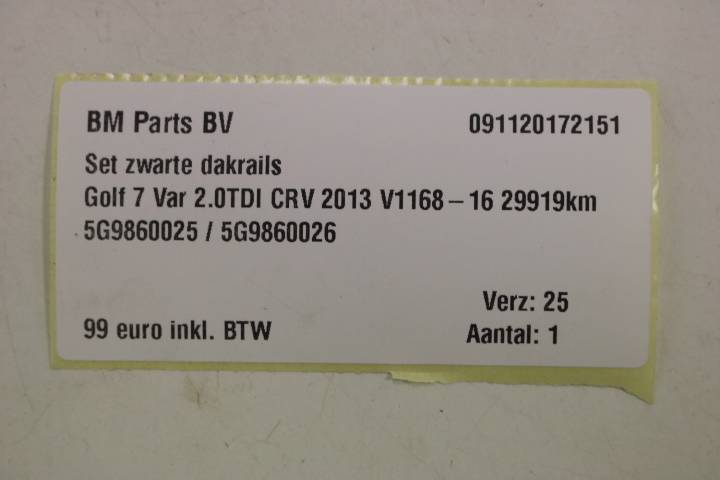 BM Parts BV 091120172151
Set zwarte dakrails
Golf 7 Var 2.0TDI CRV 2013 V1168 – 16 29919km
5G9860025 / 5G9860026
Verz: 25
99 euro inkl. BTW Aantal: 1